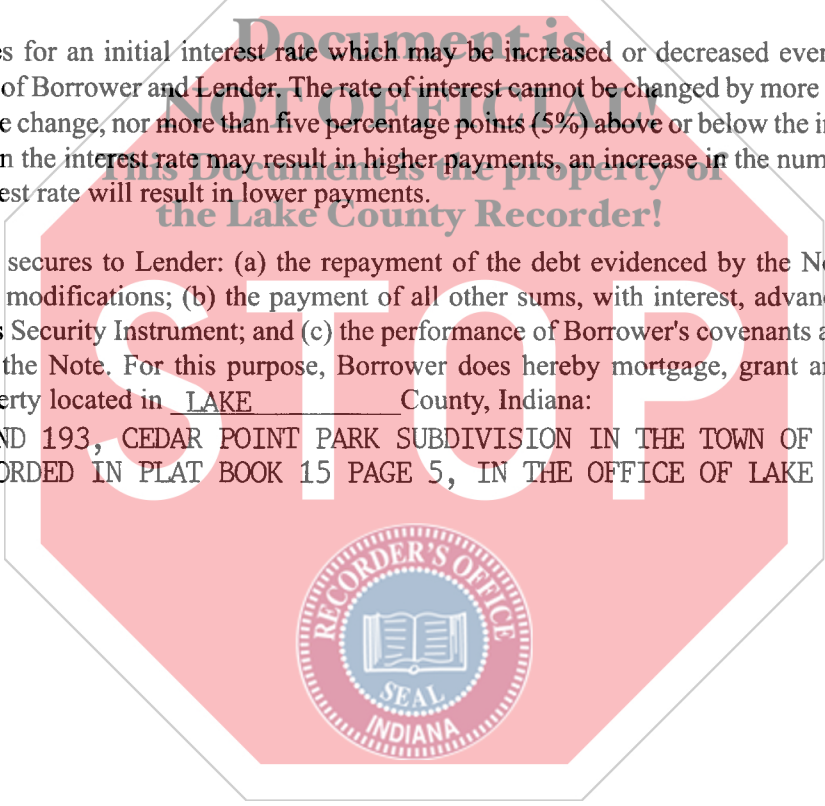 Document is
es for an initial interest rate which may be increased or decreased ever
of Borrower and Lender. The rate of interest cannot be changed by more
NOT OFFICIAL!
e change, nor more than five percentage points (5%) above or below the in
n the interest rate may result in higher payments, an increase in the num
This Document is the property of
est rate will result in lower payments.
the Lake County Recorder!
secures to Lender: (a) the repayment of the debt evidenced by the No
modifications; (b) the payment of all other sums, with interest, advan
s Security Instrument; and (c) the performance of Borrower's covenants a
the Note. For this purpose, Borrower does hereby mortgage, grant an
erty located in LAKE County, Indiana:
STOP
ND 193, CEDAR POINT PARK SUBDIVISION IN THE TOWN OF
ORDED IN PLAT BOOK 15 PAGE 5, IN THE OFFICE OF LAKE
RECORDER'S OFFICE
SEAL
INDIANA